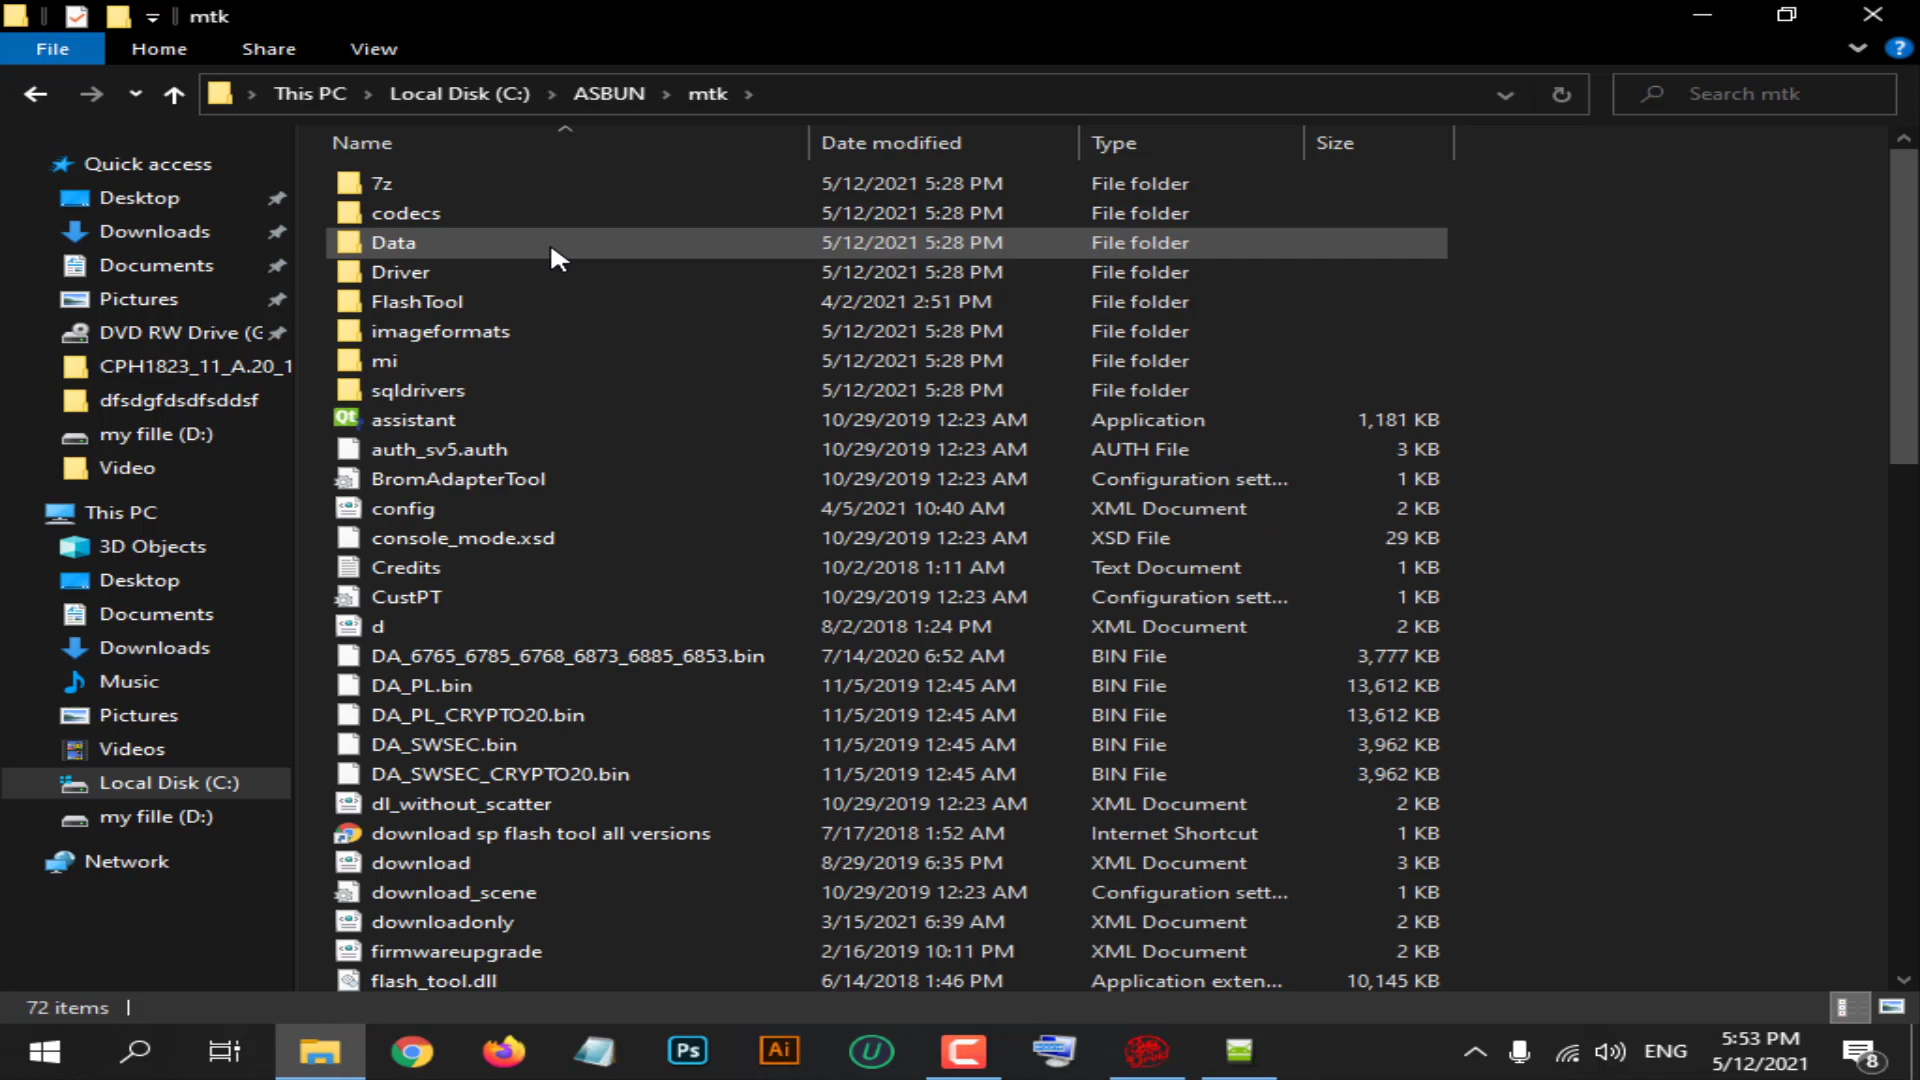 mtk
File Home Share View
This PC Local Disk (C:) ASBUN mtk Search mtk
Name Date modified Type Size
Quick access
Desktop
Downloads
Documents
Pictures
DVD RW Drive (G
CPH1823_11_A.20_1
dfsdgfdsdfsddsf
my fille (D:)
Video
This PC
3D Objects
Desktop
Documents
Downloads
Music
Pictures
Videos
Local Disk (C:)
my fille (D:)
Network
7z 5/12/2021 5:28 PM File folder
codecs 5/12/2021 5:28 PM File folder
Data 5/12/2021 5:28 PM File folder
Driver 5/12/2021 5:28 PM File folder
FlashTool 4/2/2021 2:51 PM File folder
imageformats 5/12/2021 5:28 PM File folder
mi 5/12/2021 5:28 PM File folder
sqldrivers 5/12/2021 5:28 PM File folder
Qt assistant 10/29/2019 12:23 AM Application 1,181 KB
auth_sv5.auth 10/29/2019 12:23 AM AUTH File 3 KB
BromAdapterTool 10/29/2019 12:23 AM Configuration sett... 1 KB
config 4/5/2021 10:40 AM XML Document 2 KB
console_mode.xsd 10/29/2019 12:23 AM XSD File 29 KB
Credits 10/2/2018 1:11 AM Text Document 1 KB
CustPT 10/29/2019 12:23 AM Configuration sett... 1 KB
d 8/2/2018 1:24 PM XML Document 2 KB
DA_6765_6785_6768_6873_6885_6853.bin 7/14/2020 6:52 AM BIN File 3,777 KB
DA_PL.bin 11/5/2019 12:45 AM BIN File 13,612 KB
DA_PL_CRYPTO20.bin 11/5/2019 12:45 AM BIN File 13,612 KB
DA_SWSEC.bin 11/5/2019 12:45 AM BIN File 3,962 KB
DA_SWSEC_CRYPTO20.bin 11/5/2019 12:45 AM BIN File 3,962 KB
dl_without_scatter 10/29/2019 12:23 AM XML Document 2 KB
download sp flash tool all versions 7/17/2018 1:52 AM Internet Shortcut 1 KB
download 8/29/2019 6:35 PM XML Document 3 KB
download_scene 10/29/2019 12:23 AM Configuration sett... 1 KB
downloadonly 3/15/2021 6:39 AM XML Document 2 KB
firmwareupgrade 2/16/2019 10:11 PM XML Document 2 KB
flash_tool.dll 6/14/2018 1:46 PM Application exten... 10,145 KB
72 items
Ps Ai U ENG 5:53 PM
5/12/2021 8